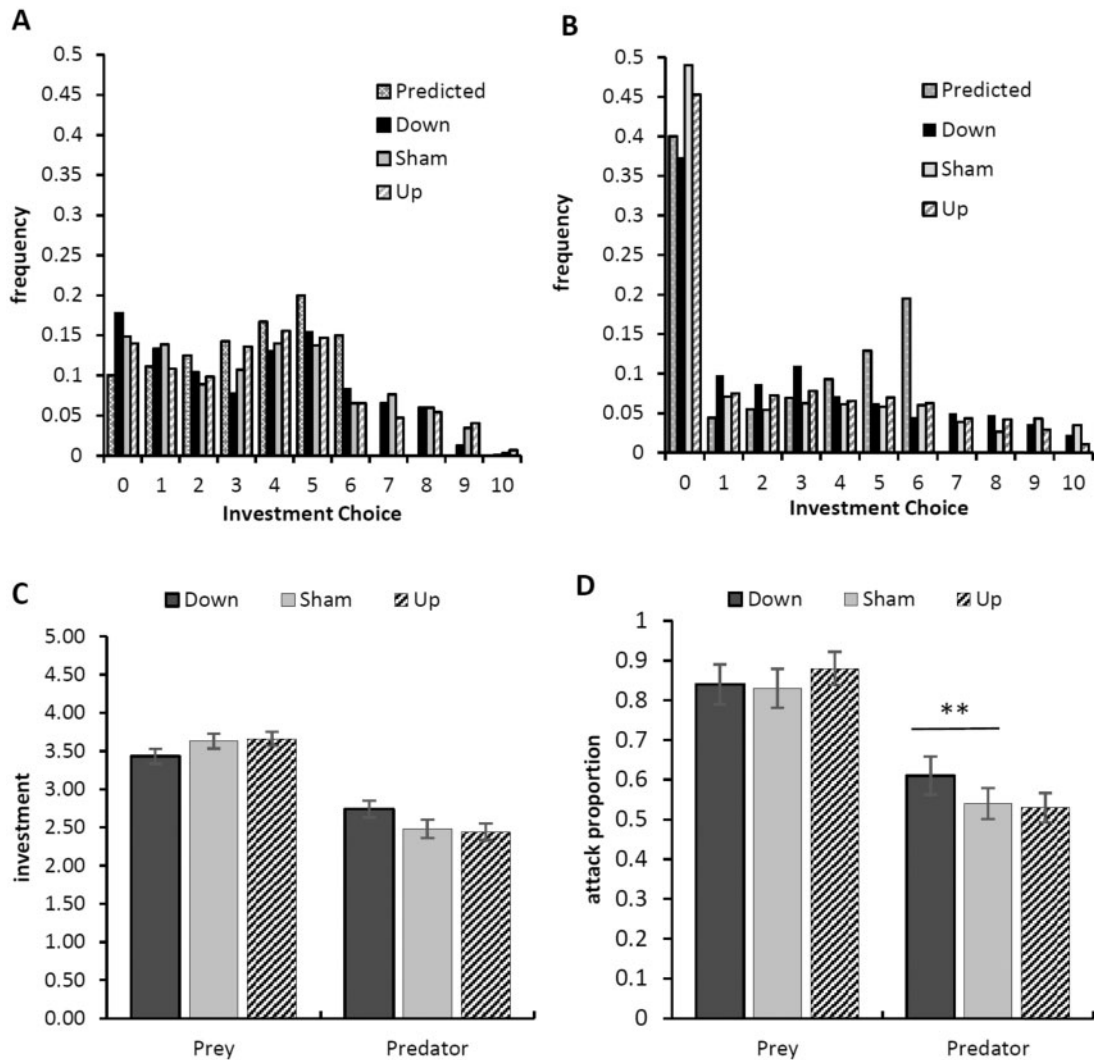 A
0.5
0.45
0.4
0.35
0.3
0.25
0.2
0.15
0.1
0.05
0
frequency
Predicted
Down
Sham
Up
0 1 2 3 4 5 6 7 8 9 10
Investment Choice
B
0.5
0.45
0.4
0.35
0.3
0.25
0.2
0.15
0.1
0.05
0
frequency
Predicted
Down
Sham
Up
0 1 2 3 4 5 6 7 8 9 10
Investment Choice
C
Down Sham Up
5.00
4.50
4.00
3.50
3.00
2.50
2.00
1.50
1.00
0.50
0.00
investment
Prey Predator
D
Down Sham Up
1
0.9
0.8
0.7
0.6
0.5
0.4
0.3
0.2
0.1
0
attack proportion
**
Prey Predator